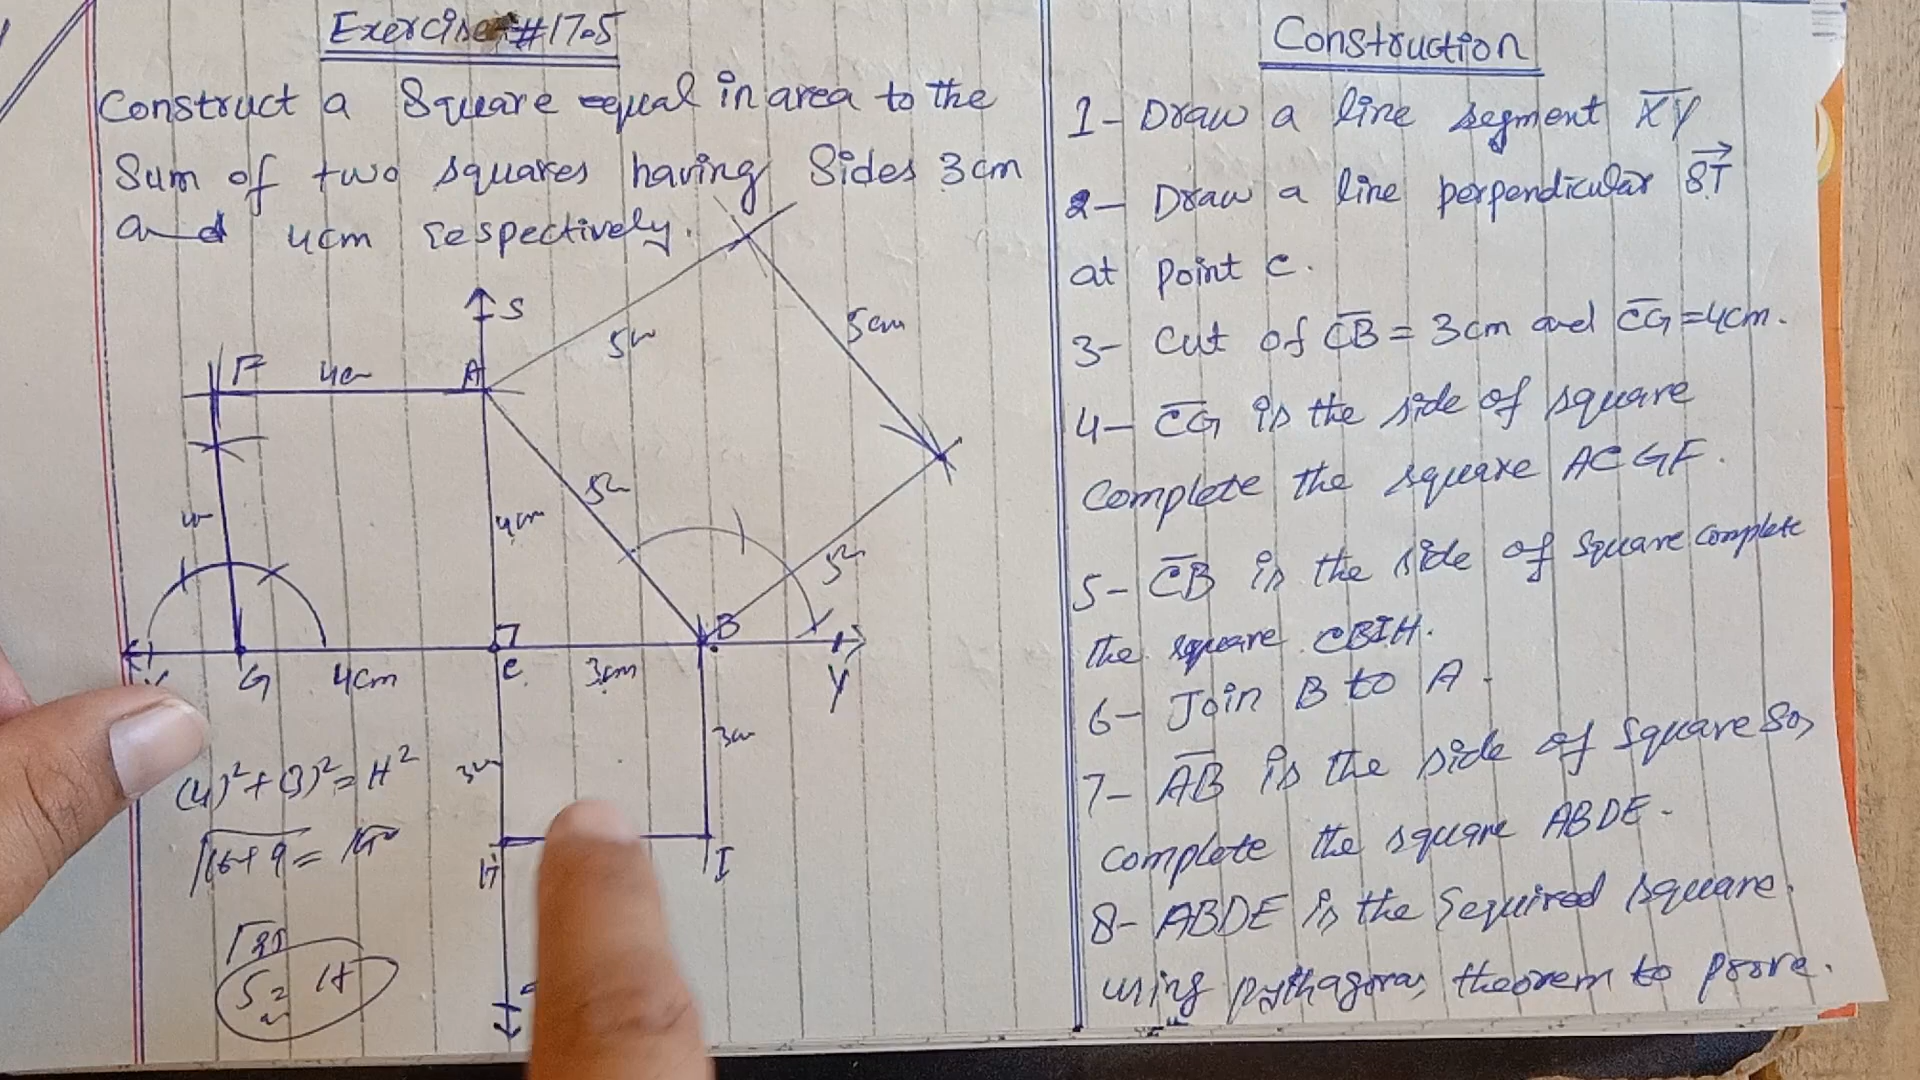 Exercise #17.5
Construct a Square equal in area to the
Sum of two squares having Sides 3cm
and 4cm respectively.
S
F
4cm
A
5cm
5cm
5cm
4cm
5cm
B
G
4cm
C
3cm
Y
3cm
3cm
H
I
(4)²+(3)²=H²
√16+9 = √H²
√25
5=H
Construction
1- Draw a line segment XY
2- Draw a line perpendicular ST
at point C.
3- Cut of CB = 3cm and CG=4cm.
4- CG is the side of square
Complete the square ACGF.
5- CB is the side of Square complete
the square CBIH.
6- Join B to A.
7- AB is the side of Square So,
complete the square ABDE.
8- ABDE is the required square.
using pythagoras theorem to prove.